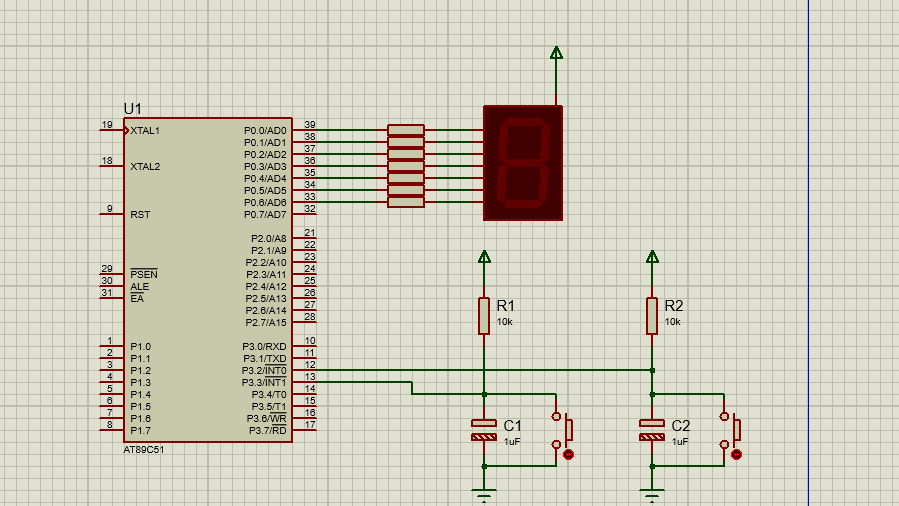 U1
19 XTAL1 P0.0/AD0 39
P0.1/AD1 38
P0.2/AD2 37
18 XTAL2 P0.3/AD3 36
P0.4/AD4 35
P0.5/AD5 34
P0.6/AD6 33
9 RST P0.7/AD7 32
P2.0/A8 21
P2.1/A9 22
P2.2/A10 23
29 PSEN P2.3/A11 24
30 ALE P2.4/A12 25
31 EA P2.5/A13 26
P2.6/A14 27
P2.7/A15 28
1 P1.0 P3.0/RXD 10
2 P1.1 P3.1/TXD 11
3 P1.2 P3.2/INT0 12
4 P1.3 P3.3/INT1 13
5 P1.4 P3.4/T0 14
6 P1.5 P3.5/T1 15
7 P1.6 P3.6/WR 16
8 P1.7 P3.7/RD 17
AT89C51
R1
10k
R2
10k
C1
1uF
C2
1uF